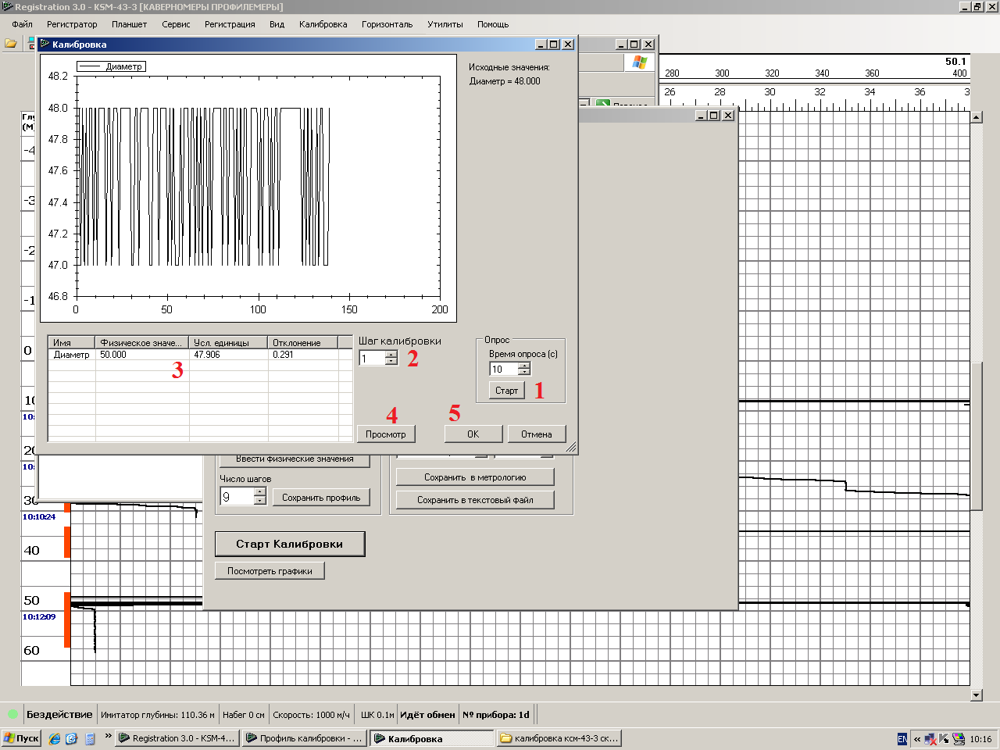 Registration 3.0 - KSM-43-3 [КАВЕРНОМЕРЫ ПРОФИЛЕМЕРЫ]
Файл Регистратор Планшет Сервис Регистрация Вид Калибровка Горизонталь Утилиты Помощь
Калибровка
Диаметр
48.2
48.0
47.8
47.6
47.4
47.2
47.0
46.8
0 50 100 150 200
Исходные значения:
Диаметр = 48.000
50.1
280 300 320 340 360 400
26 28 30 32 34 36
Имя Физическое значе... Усл. единицы Отклонение
Диаметр 50.000 47.906 0.291
3
Шаг калибровки
1 2
Опрос
Время опроса (с)
10
Старт 1
4 5
Просмотр OK Отмена
Ввести физические значения
Число шагов
9 Сохранить профиль
Сохранить в метрологию
Сохранить в текстовый файл
Старт Калибровки
Посмотреть графики
(М)
-4
-3
-2
-1
0
10
20
30
10:10:24
40
50
10:12:09
60
Бездействие Имитатор глубины: 110.36 м Набег 0 см Скорость: 1000 м/ч ШК 0.1м Идёт обмен № прибора: 1d
Пуск » Registration 3.0 - KSM-4... Профиль калибровки - ... Калибровка калибровка ксм-43-3 ск... EN « 10:16